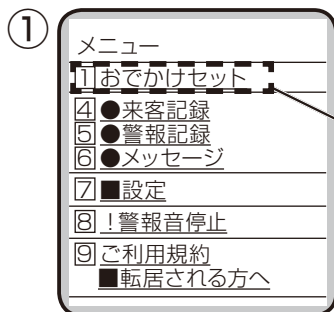 ①
メニュー
1 おでかけセット
4 ●来客記録
5 ●警報記録
6 ●メッセージ
7 ■設定
8 !警報音停止
9 ご利用規約
■転居される方へ